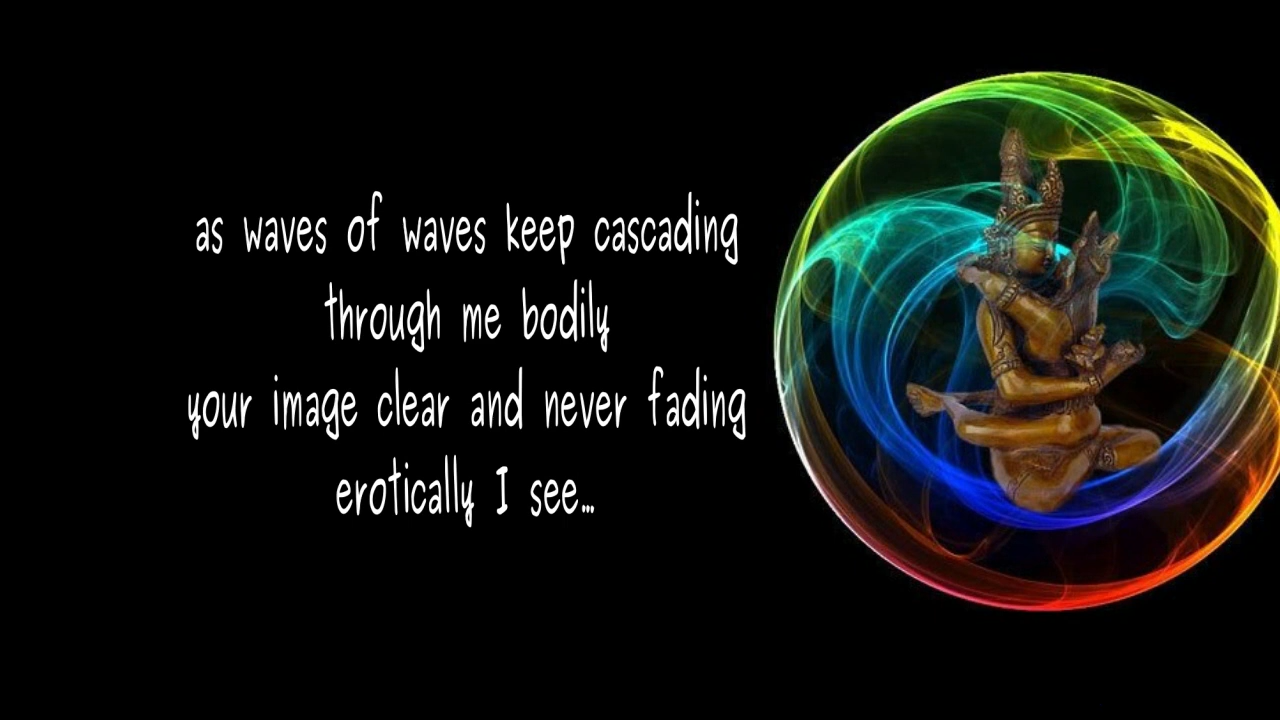 as waves of waves keep cascading
through me bodily
your image clear and never fading
erotically I see...